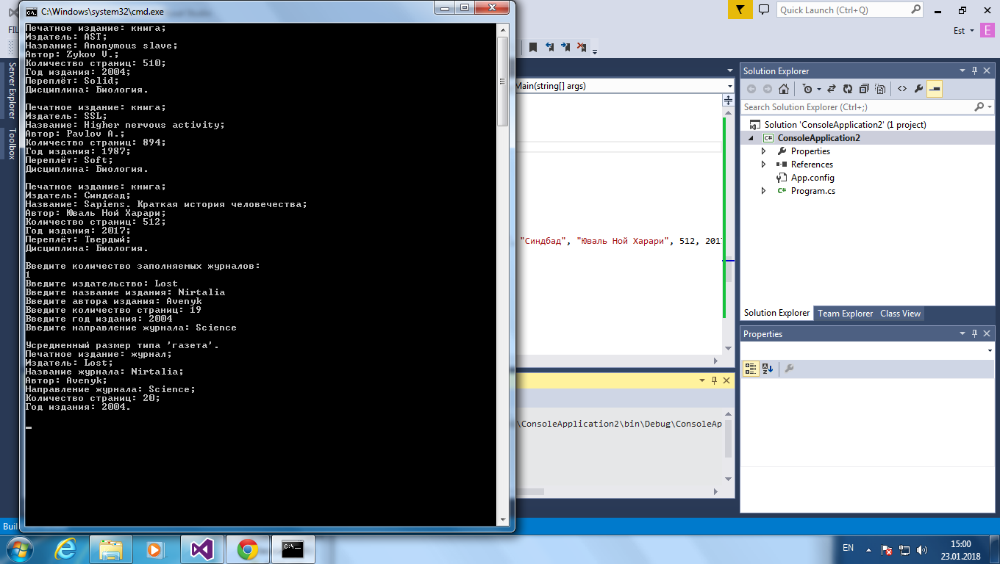 C:\Windows\system32\cmd.exe
Печатное издание: книга;
Издатель: AST;
Название: Anonymous slave;
Автор: Zykov V.;
Количество страниц: 510;
Год издания: 2004;
Переплёт: Solid;
Дисциплина: Биология.
Печатное издание: книга;
Издатель: SSL;
Название: Higher nervous activity;
Автор: Pavlov A.;
Количество страниц: 894;
Год издания: 1987;
Переплёт: Soft;
Дисциплина: Биология.
Печатное издание: книга;
Издатель: Синдбад;
Название: Sapiens. Краткая история человечества;
Автор: Юваль Ной Харари;
Количество страниц: 512;
Год издания: 2017;
Переплёт: Твердый;
Дисциплина: Биология.
Введите количество заполняемых журналов:
1
Введите издательство: Lost
Введите название издания: Nirtalia
Введите автора издания: Avenyk
Введите количество страниц: 19
Введите год издания: 2004
Введите направление журнала: Science
Усредненный размер типа 'газета'.
Печатное издание: журнал;
Издатель: Lost;
Название журнала: Nirtalia;
Автор: Avenyk;
Направление журнала: Science;
Количество страниц: 20;
Год издания: 2004.
FIL
Server Explorer
Toolbox
Quick Launch (Ctrl+Q)
Est
E
Main(string[] args)
"Синдбад", "Юваль Ной Харари", 512, 201
\ConsoleApplication2\bin\Debug\ConsoleAp
Solution Explorer
Search Solution Explorer (Ctrl+;)
Solution 'ConsoleApplication2' (1 project)
C# ConsoleApplication2
Properties
References
App.config
C# Program.cs
Solution Explorer
Team Explorer
Class View
Properties
Buil
C:\
EN
15:00
23.01.2018